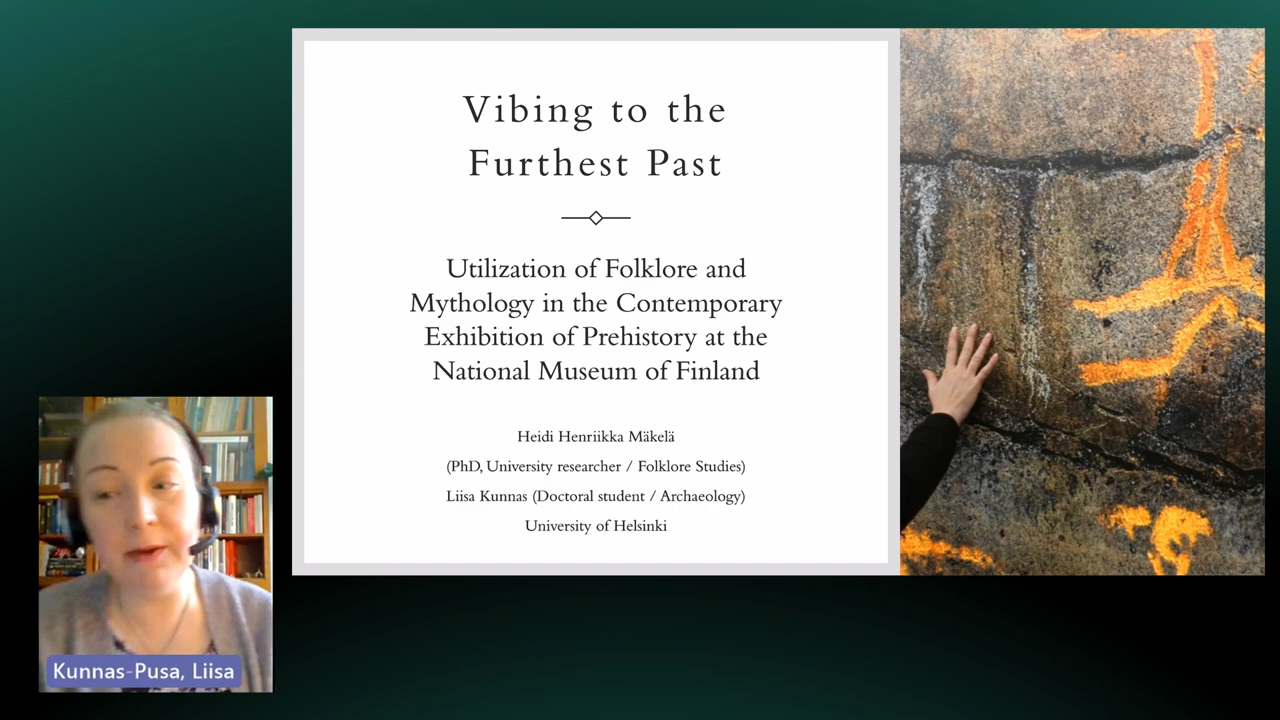 Vibing to the
Furthest Past
Utilization of Folklore and
Mythology in the Contemporary
Exhibition of Prehistory at the
National Museum of Finland
Heidi Henriikka Mäkelä
(PhD, University researcher / Folklore Studies)
Liisa Kunnas (Doctoral student / Archaeology)
University of Helsinki
Kunnas-Pusa, Liisa